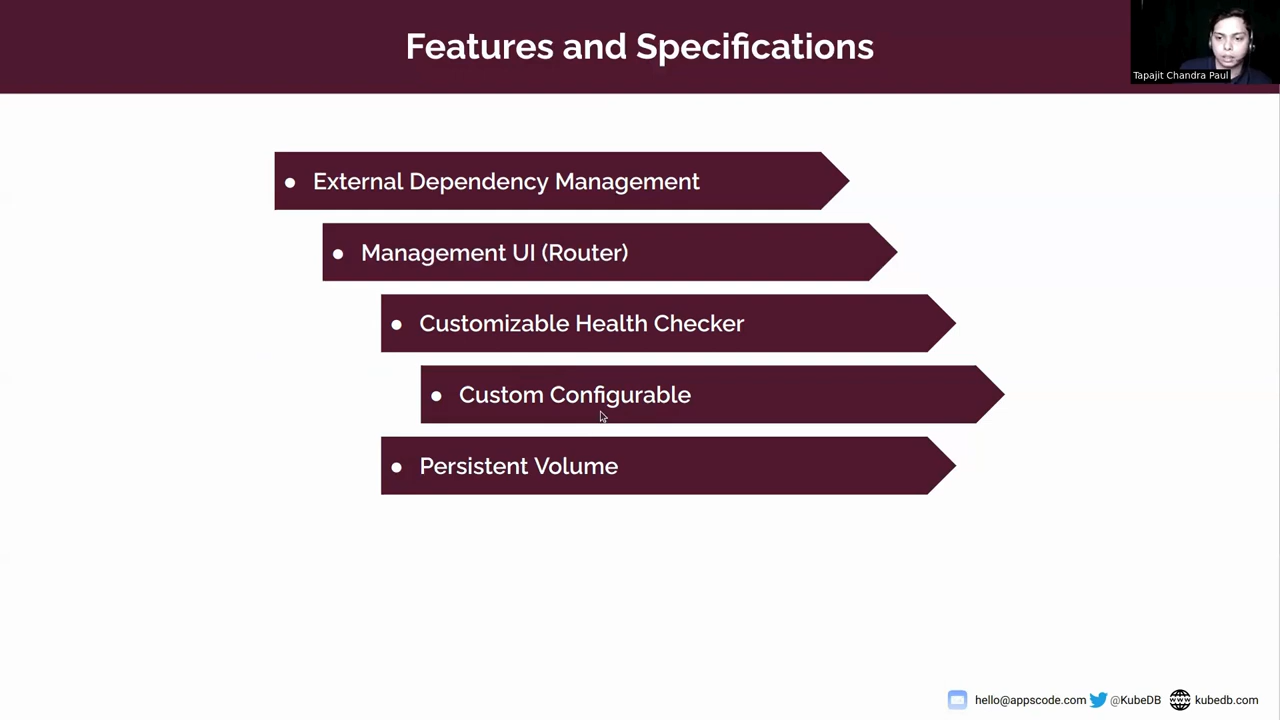 Features and Specifications
Tapajit Chandra Paul
● External Dependency Management
● Management UI (Router)
● Customizable Health Checker
● Custom Configurable
● Persistent Volume
hello@appscode.com @KubeDB kubedb.com